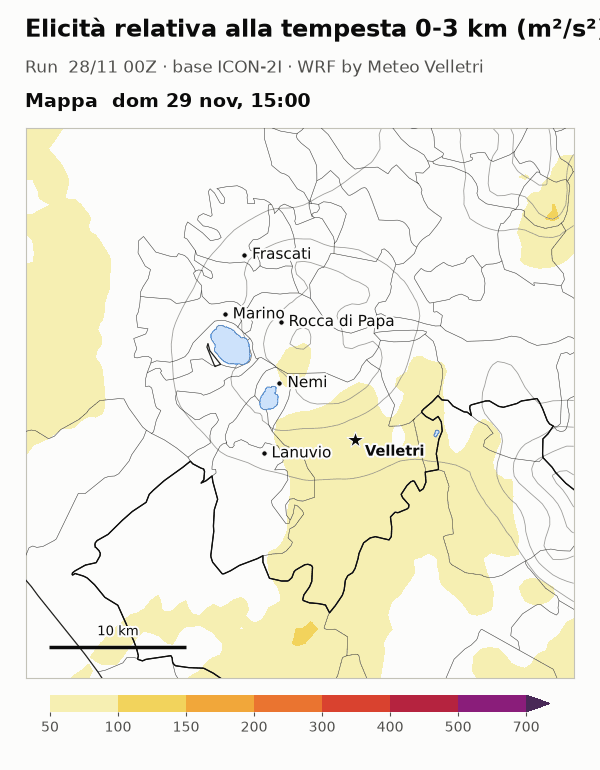 Elicità relativa alla tempesta 0-3 km (m²/s²)
Run 28/11 00Z · base ICON-2I · WRF by Meteo Velletri
Mappa dom 29 nov, 15:00
Frascati
Marino
Rocca di Papa
Nemi
Velletri
Lanuvio
10 km
50 100 150 200 300 400 500 700